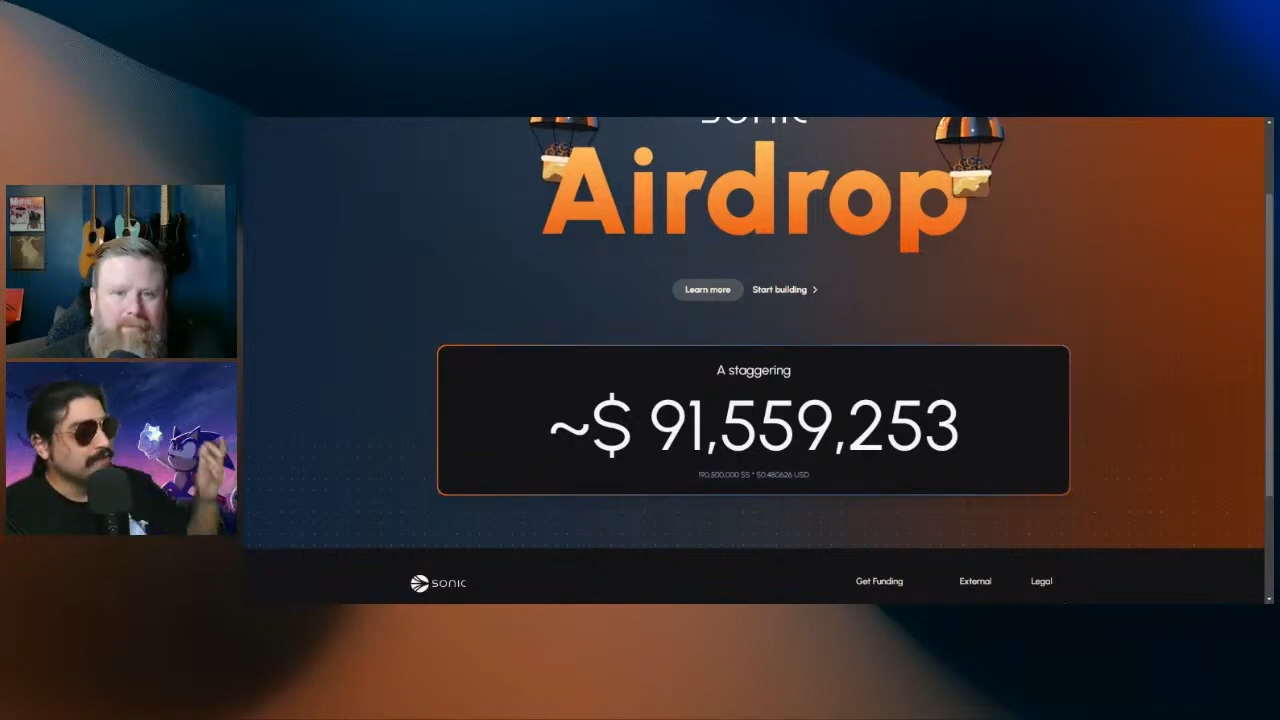 SONIC
Airdrop
Learn more
Start building
A staggering
~$ 91,559,253
190,500,000 $S * $0.480626 USD
SONIC
Get Funding
External
Legal